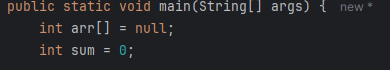 public static void main(String[] args) { new *
int arr[] = null;
int sum = 0;